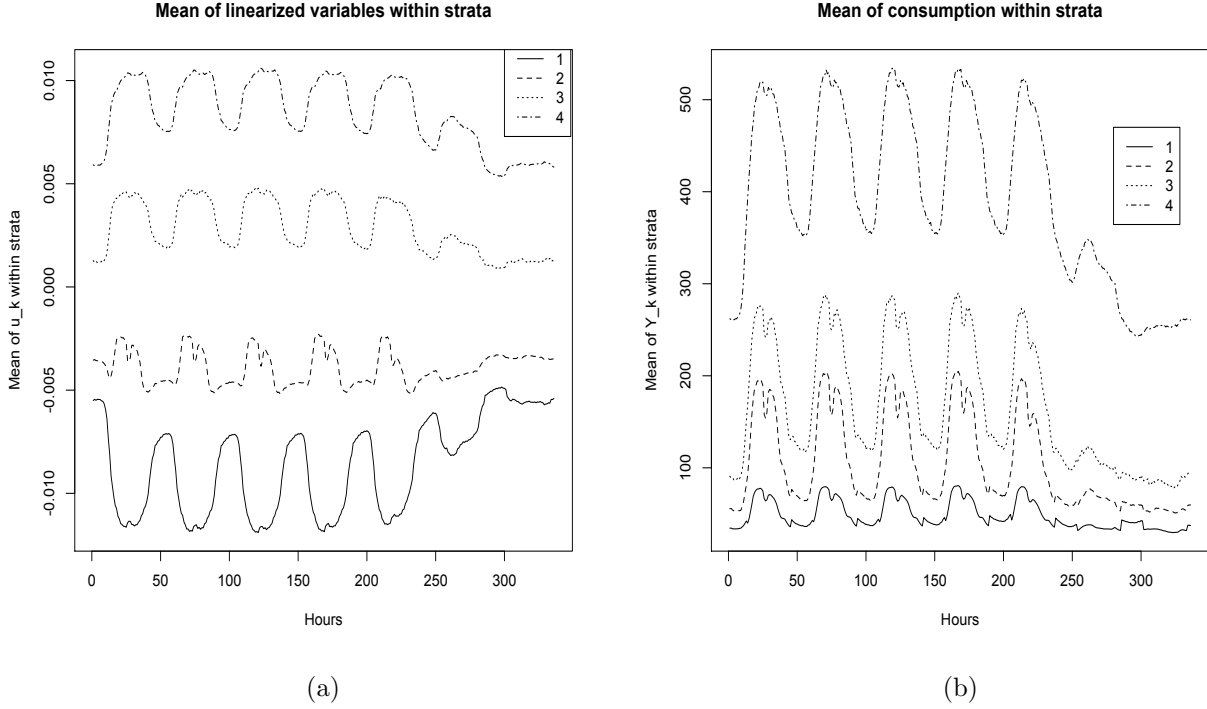 Mean of linearized variables within strata
Mean of u_k within strata
0.010
0.005
0.000
-0.005
-0.010
1
2
3
4
0 50 100 150 200 250 300
Hours
(a)
Mean of consumption within strata
Mean of Y_k within strata
500
400
300
200
100
1
2
3
4
0 50 100 150 200 250 300
Hours
(b)